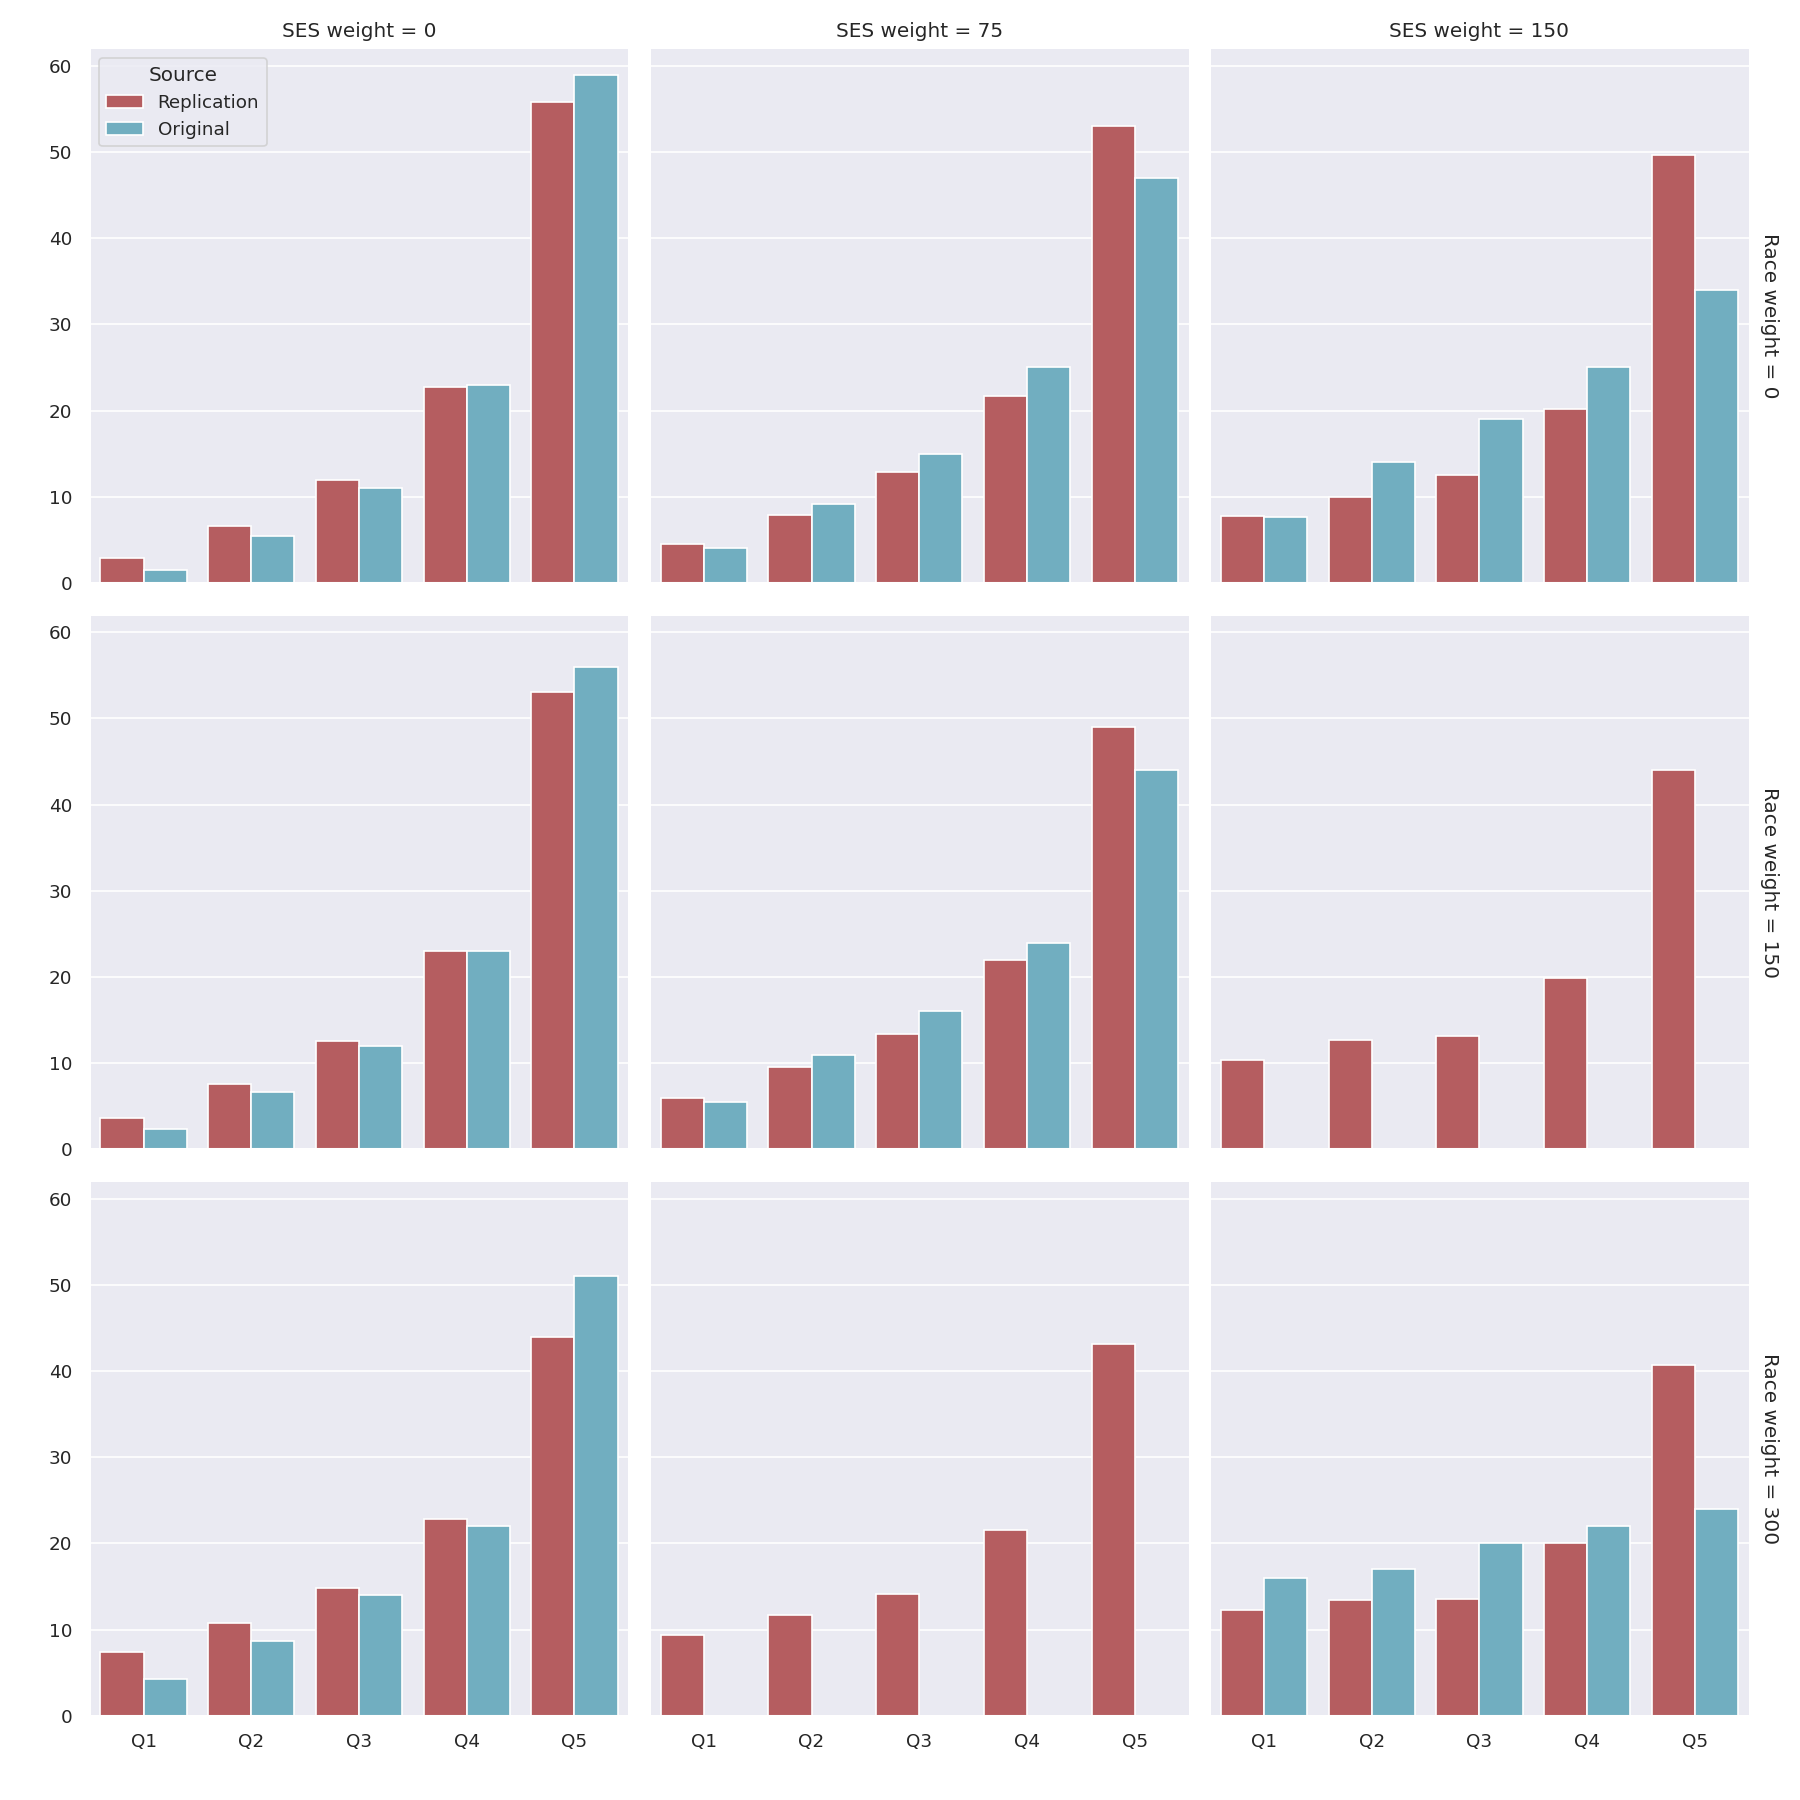 SES weight = 0
SES weight = 75
SES weight = 150
Source
Replication
Original
60
50
40
30
20
10
0
Race weight = 0
60
50
40
30
20
10
0
Race weight = 150
60
50
40
30
20
10
0
Race weight = 300
Q1 Q2 Q3 Q4 Q5
Q1 Q2 Q3 Q4 Q5
Q1 Q2 Q3 Q4 Q5